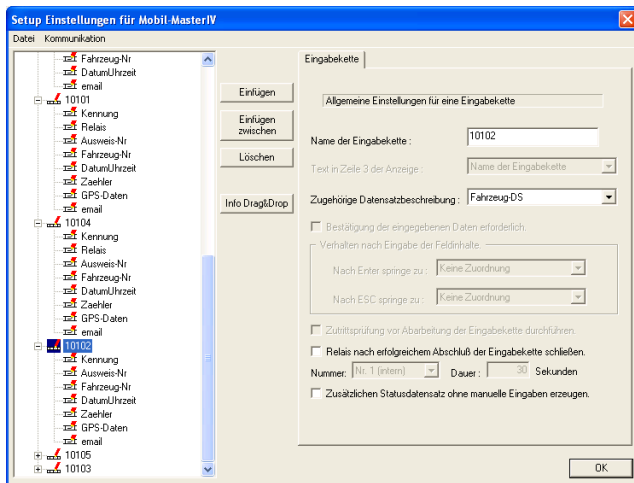 Setup Einstellungen für Mobil-MasterIV
Datei Kommunikation
Fahrzeug-Nr
DatumUhrzeit
email
10101
Kennung
Relais
Ausweis-Nr
Fahrzeug-Nr
DatumUhrzeit
Zaehler
GPS-Daten
email
10104
Kennung
Relais
Ausweis-Nr
Fahrzeug-Nr
DatumUhrzeit
Zaehler
GPS-Daten
email
10102
Kennung
Ausweis-Nr
Fahrzeug-Nr
DatumUhrzeit
Zaehler
GPS-Daten
email
10105
10103
Einfügen
Einfügen
zwischen
Löschen
Info Drag&Drop
Eingabekette
Allgemeine Einstellungen für eine Eingabekette
Name der Eingabekette : 10102
Text in Zeile 3 der Anzeige : Name der Eingabekette
Zugehörige Datensatzbeschreibung : Fahrzeug-DS
Bestätigung der eingegebenen Daten erforderlich.
Verhalten nach Eingabe der Feldinhalte
Nach Enter springe zu : Keine Zuordnung
Nach ESC springe zu : Keine Zuordnung
Zutrittsprüfung vor Abarbeitung der Eingabekette durchführen.
Relais nach erfolgreichem Abschluß der Eingabekette schließen.
Nummer: Nr. 1 (intern) Dauer : 30 Sekunden
Zusätzlichen Statusdatensatz ohne manuelle Eingaben erzeugen.
OK